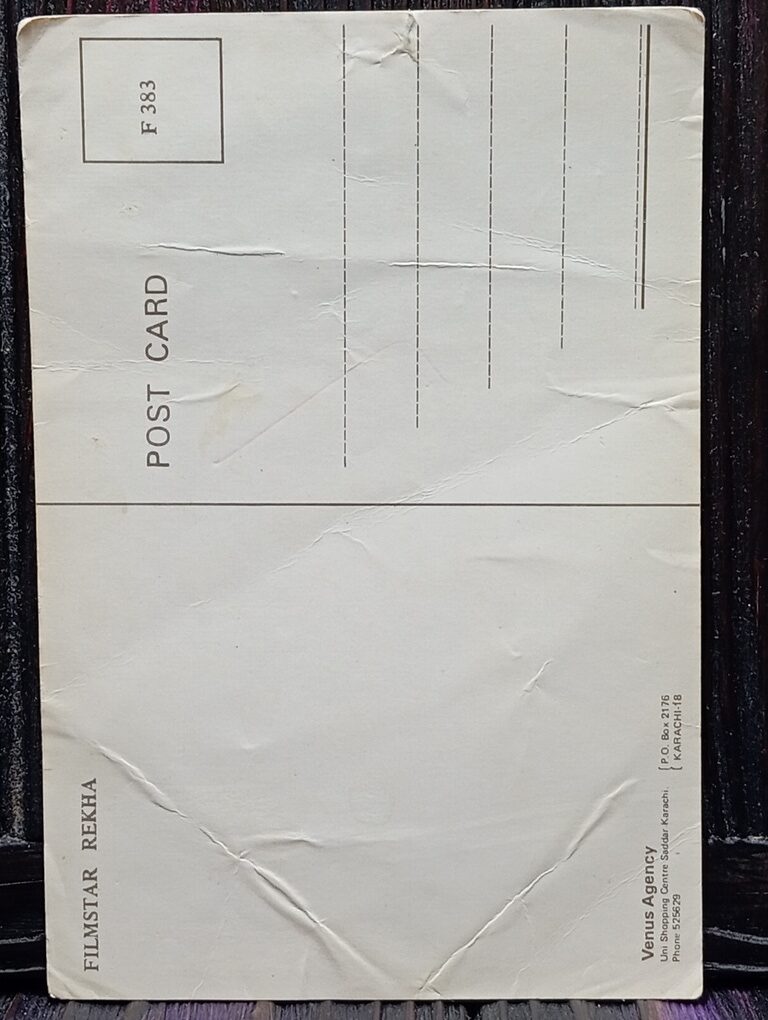 FILMSTAR REKHA
POST CARD
F 383
Venus Agency
Uni Shopping Centre Saddar Karachi.
Phone 525629
P.O. Box 2176
KARACHI-18